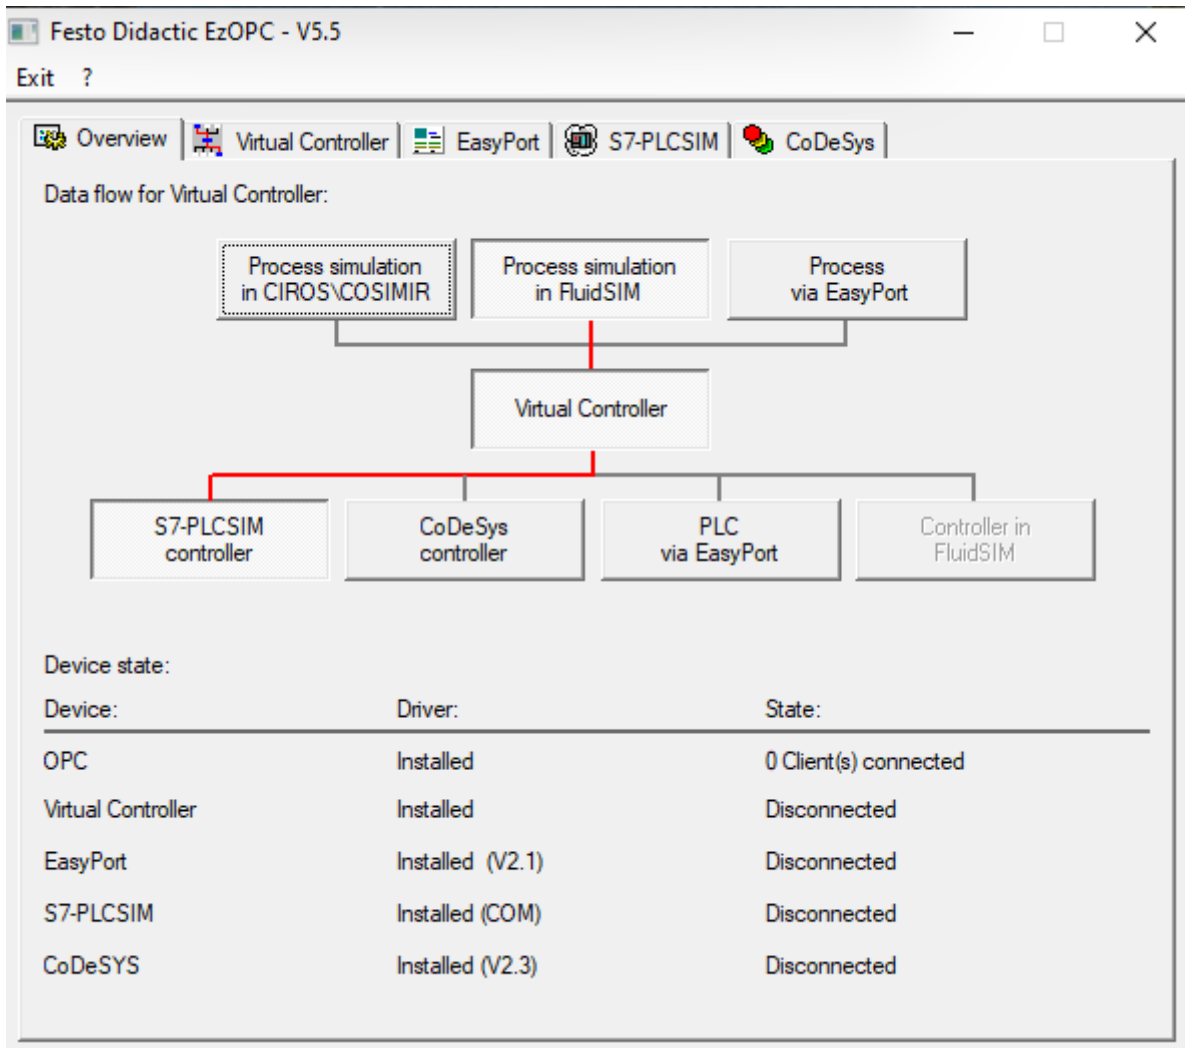 Festo Didactic EzOPC - V5.5
Exit ?
Overview Virtual Controller EasyPort S7-PLCSIM CoDeSys
Data flow for Virtual Controller:
Process simulation
in CIROS\COSIMIR
Process simulation
in FluidSIM
Process
via EasyPort
Virtual Controller
S7-PLCSIM
controller
CoDeSys
controller
PLC
via EasyPort
Controller in
FluidSIM
Device state:
Device: Driver: State:
OPC Installed 0 Client(s) connected
Virtual Controller Installed Disconnected
EasyPort Installed (V2.1) Disconnected
S7-PLCSIM Installed (COM) Disconnected
CoDeSYS Installed (V2.3) Disconnected